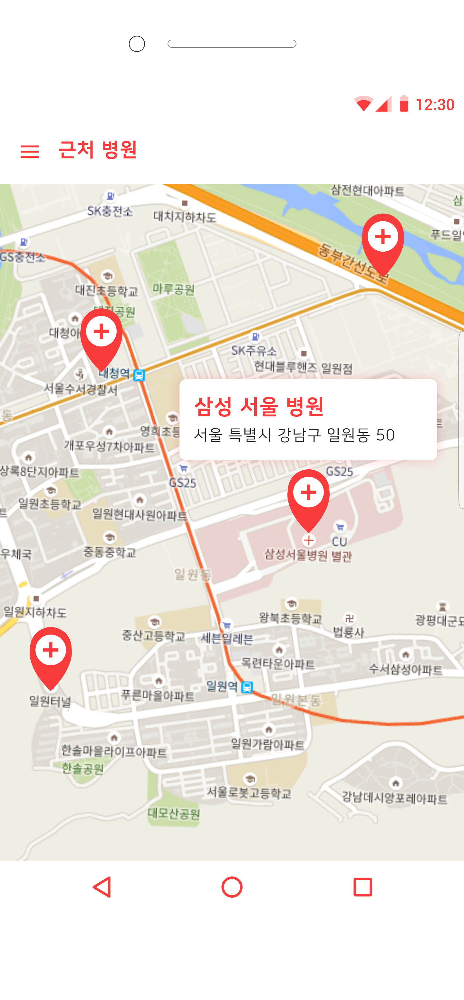 12:30
근처 병원
삼전현대아파트
삼
SK충전소
대치지하차도
푸드일
GS충전소
동부간선도로
대진초등학교
마루공원
대진공원
대청아
SK주유소
현대블루핸즈 일원점
대청역
서울수서경찰서
삼성 서울 병원
서울 특별시 강남구 일원동 50
동
영희초등
개포우성7차아파트
상록8단지아파트
GS25
GS25
일원초등학교
일원현대사원아파트
트
CU
중동중학교
우체국
삼성서울병원 별관
일원동
일원지하차도
왕북초등학교
광평대군묘
중산고등학교
세븐일레븐
법룡사
목련타운아파트
수서삼성아파트
일원역
푸른마을아파트
일원터널
일원본동
한솔마을라이프아파트
일원가람아파트
한솔공원
서울로봇고등학교
강남데시앙포레아파트
대모산공원